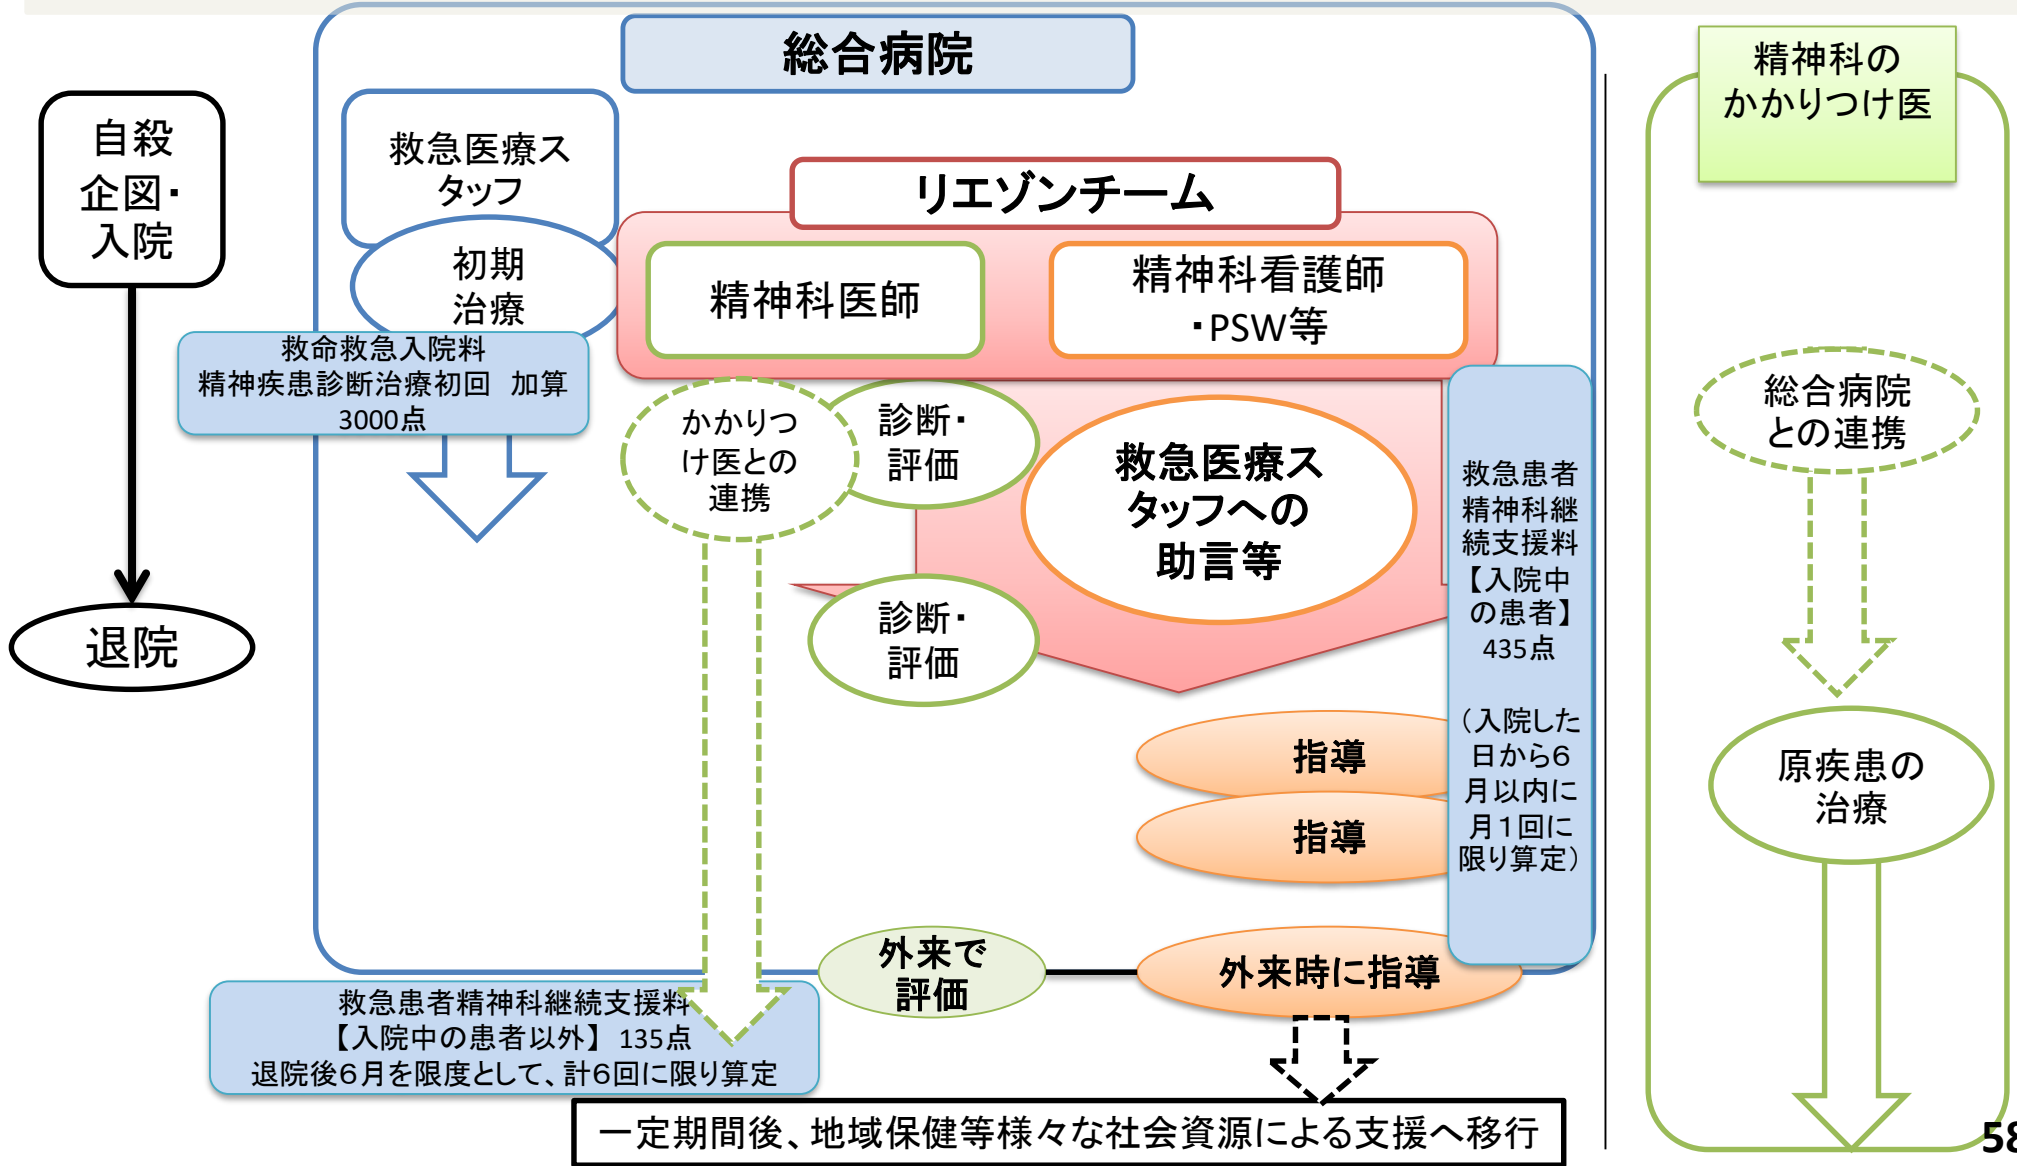 総合病院
精神科の
かかりつけ医
自殺
企図・
入院
救急医療ス
タッフ
初期
治療
リエゾンチーム
精神科医師
精神科看護師
・PSW等
救命救急入院料
精神疾患診断治療初回　加算
3000点
かかりつ
け医との
連携
診断・
評価
救急医療ス
タッフへの
助言等
診断・
評価
退院
救急患者
精神科継
続支援料
【入院中
の患者】
435点
（入院した
日から６
月以内に
月１回に
限り算定）
総合病院
との連携
原疾患の
治療
指導
指導
外来で
評価
外来時に指導
救急患者精神科継続支援料
【入院中の患者以外】 135点
退院後６月を限度として、計６回に限り算定
一定期間後、地域保健等様々な社会資源による支援へ移行
58